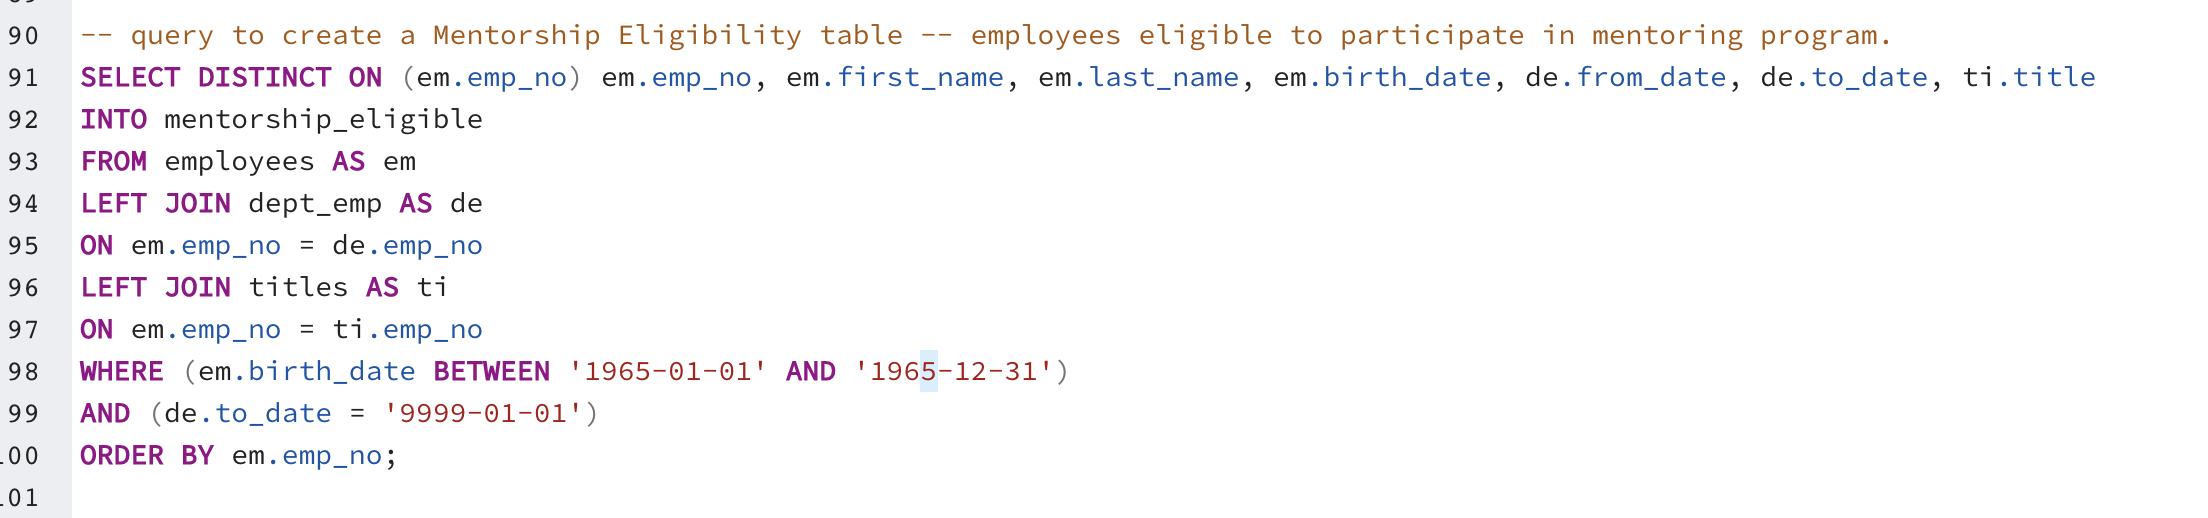 90 -- query to create a Mentorship Eligibility table -- employees eligible to participate in mentoring program.
91 SELECT DISTINCT ON (em.emp_no) em.emp_no, em.first_name, em.last_name, em.birth_date, de.from_date, de.to_date, ti.title
92 INTO mentorship_eligible
93 FROM employees AS em
94 LEFT JOIN dept_emp AS de
95 ON em.emp_no = de.emp_no
96 LEFT JOIN titles AS ti
97 ON em.emp_no = ti.emp_no
98 WHERE (em.birth_date BETWEEN '1965-01-01' AND '1965-12-31')
99 AND (de.to_date = '9999-01-01')
100 ORDER BY em.emp_no;
101